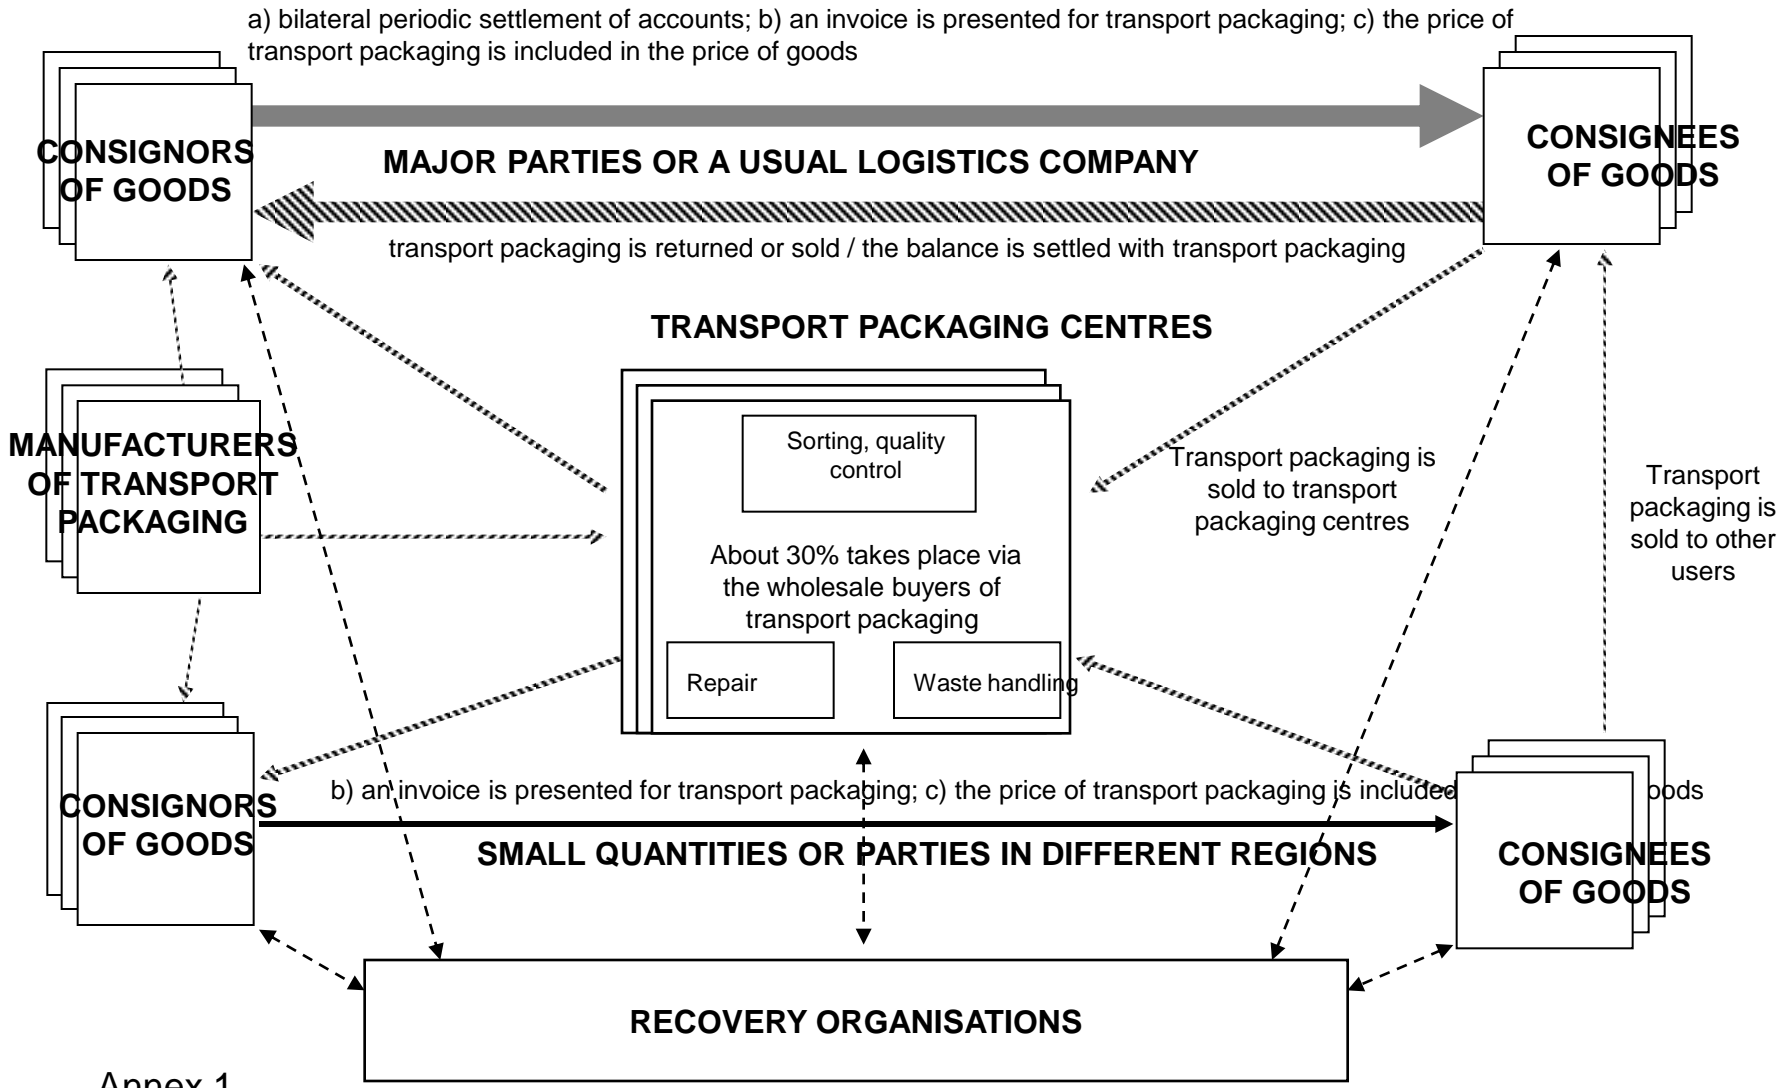 a) bilateral periodic settlement of accounts; b) an invoice is presented for transport packaging; c) the price of
transport packaging is included in the price of goods
CONSIGNORS
OF GOODS
CONSIGNEES
OF GOODS
MAJOR PARTIES OR A USUAL LOGISTICS COMPANY
transport packaging is returned or sold / the balance is settled with transport packaging
TRANSPORT PACKAGING CENTRES
MANUFACTURERS
OF TRANSPORT
PACKAGING
Sorting, quality
control
About 30% takes place via
the wholesale buyers of
transport packaging
Repair
Waste handling
Transport packaging is
sold to transport
packaging centres
Transport
packaging is
sold to other
users
b) an invoice is presented for transport packaging; c) the price of transport packaging is included
CONSIGNORS
OF GOODS
SMALL QUANTITIES OR PARTIES IN DIFFERENT REGIONS
CONSIGNEES
OF GOODS
RECOVERY ORGANISATIONS
Annex 1